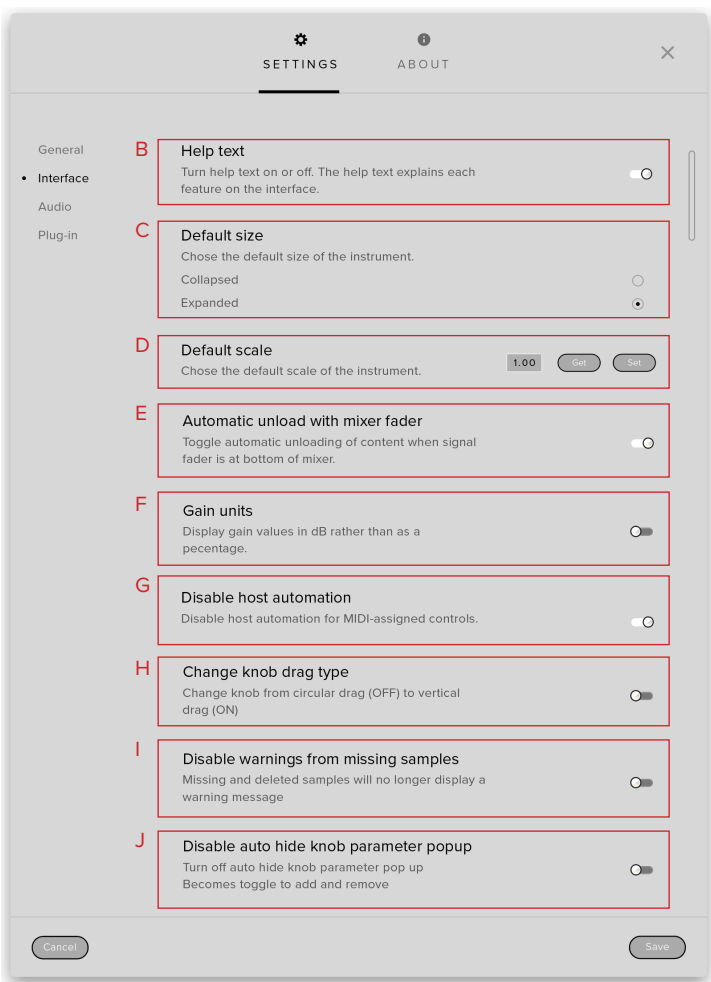 SETTINGS
ABOUT
General
Interface
Audio
Plug-in
B
Help text
Turn help text on or off. The help text explains each
feature on the interface.
C
Default size
Chose the default size of the instrument.
Collapsed
Expanded
D
Default scale
Chose the default scale of the instrument.
1.00
Get
Set
E
Automatic unload with mixer fader
Toggle automatic unloading of content when signal
fader is at bottom of mixer.
F
Gain units
Display gain values in dB rather than as a
pecentage.
G
Disable host automation
Disable host automation for MIDI-assigned controls.
H
Change knob drag type
Change knob from circular drag (OFF) to vertical
drag (ON)
I
Disable warnings from missing samples
Missing and deleted samples will no longer display a
warning message
J
Disable auto hide knob parameter popup
Turn off auto hide knob parameter pop up
Becomes toggle to add and remove
Cancel
Save